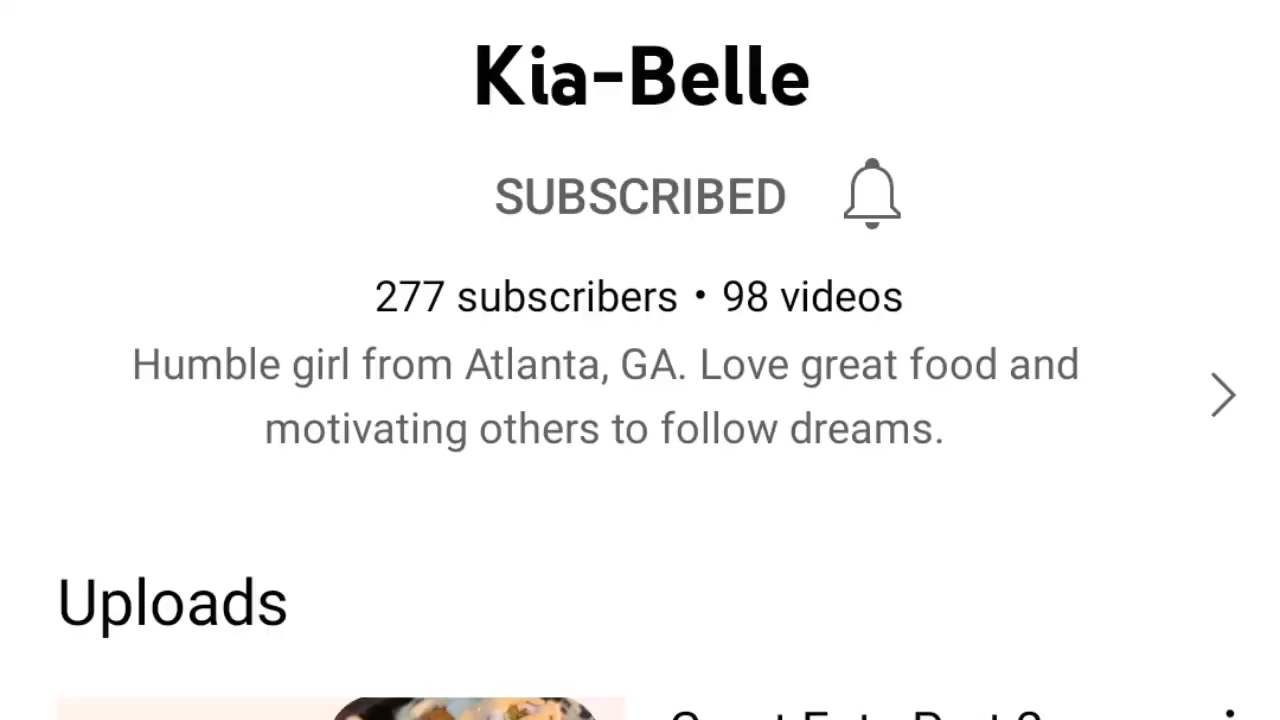 Kia-Belle
SUBSCRIBED
277 subscribers • 98 videos
Humble girl from Atlanta, GA. Love great food and
motivating others to follow dreams.
Uploads